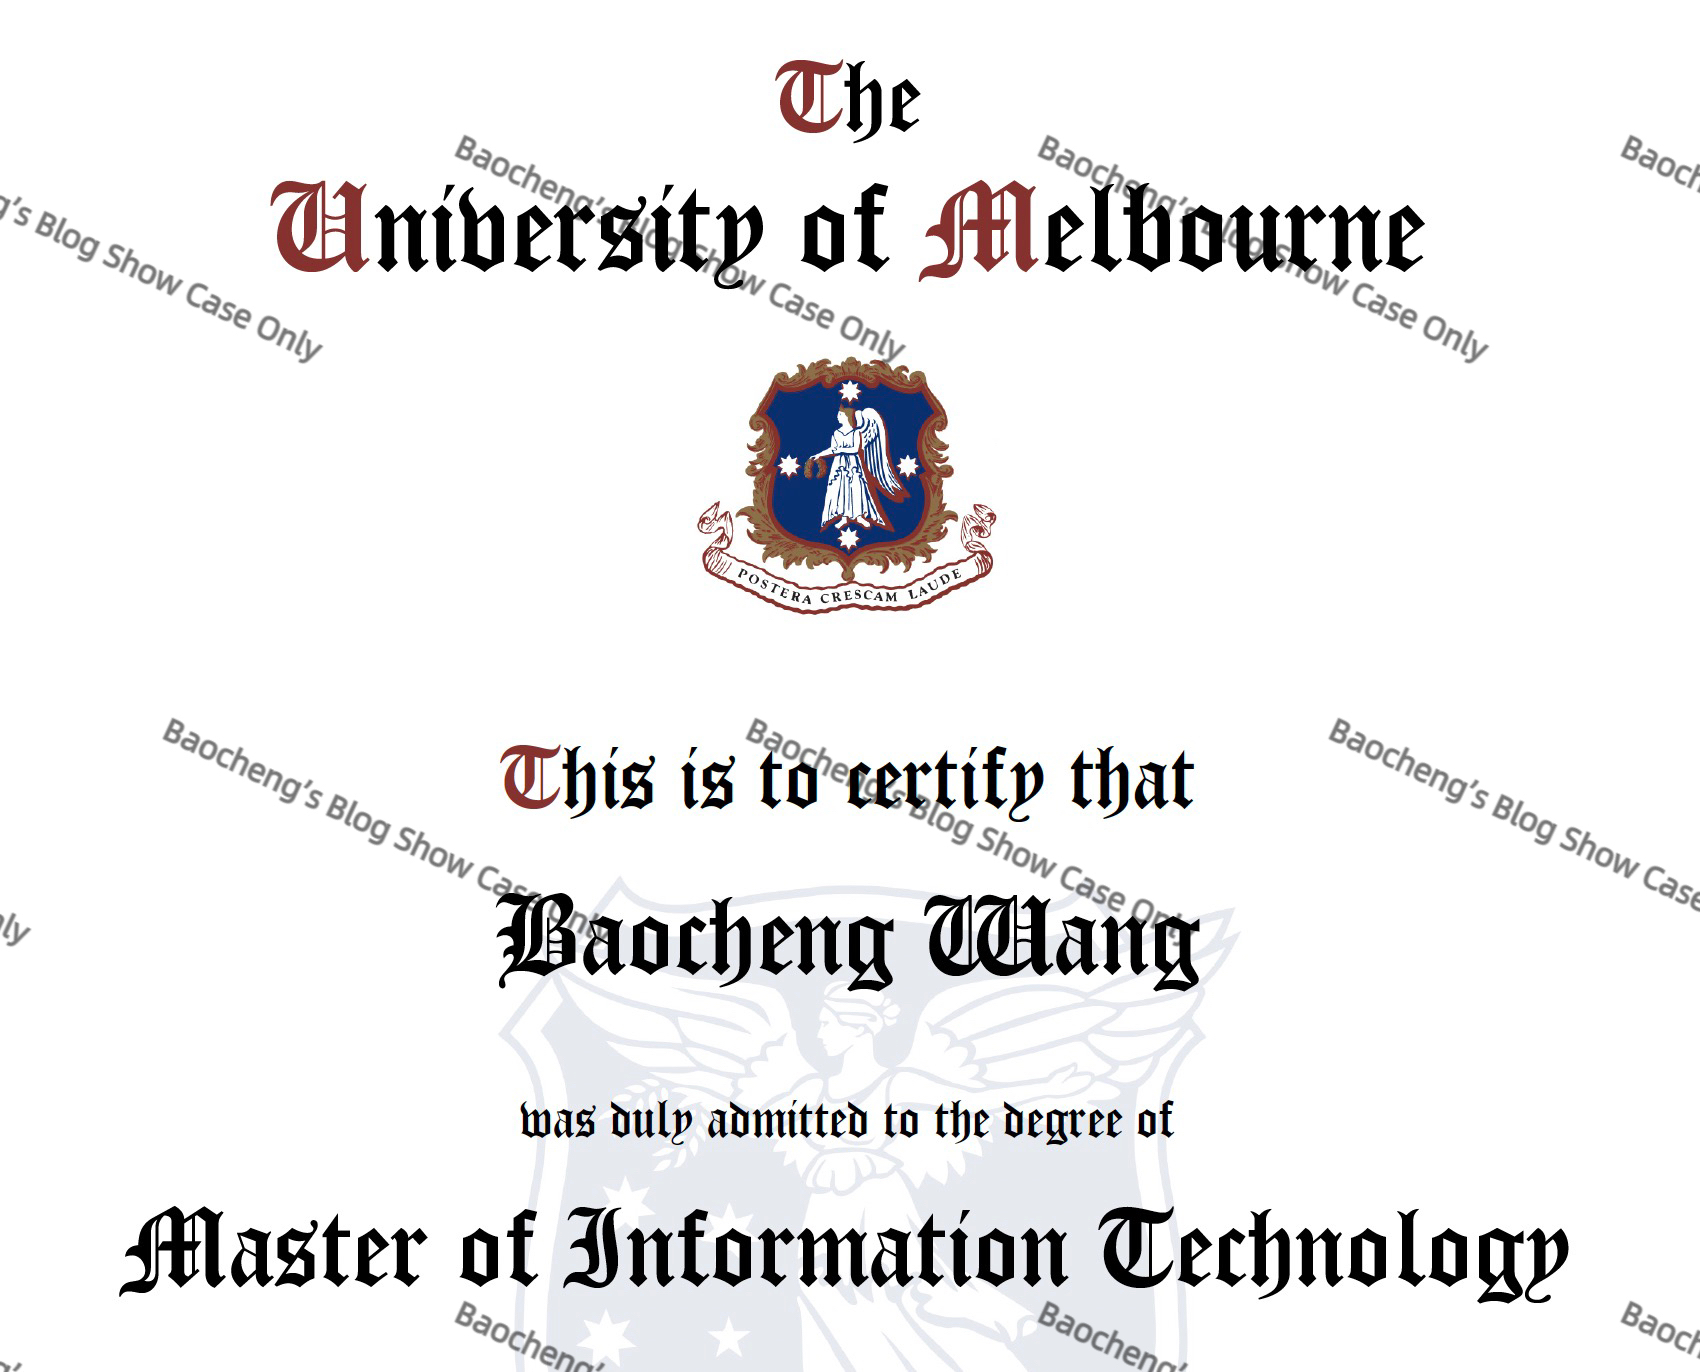 The
University of Melbourne
Baocheng's Blog Show Case Only
Baocheng's Blog Show Case Only
g's Blog Show Case Only
Baoch
POSTERA CRESCAM LAUDE
This is to certify that
Baocheng's Blog Show Case Only
Baocheng's Blog Show Case Only
Baocheng's Blog Show Case
nly
Baocheng Wang
was duly admitted to the degree of
Master of Information Technology
Baocheng's
Baocheng's
Baoch